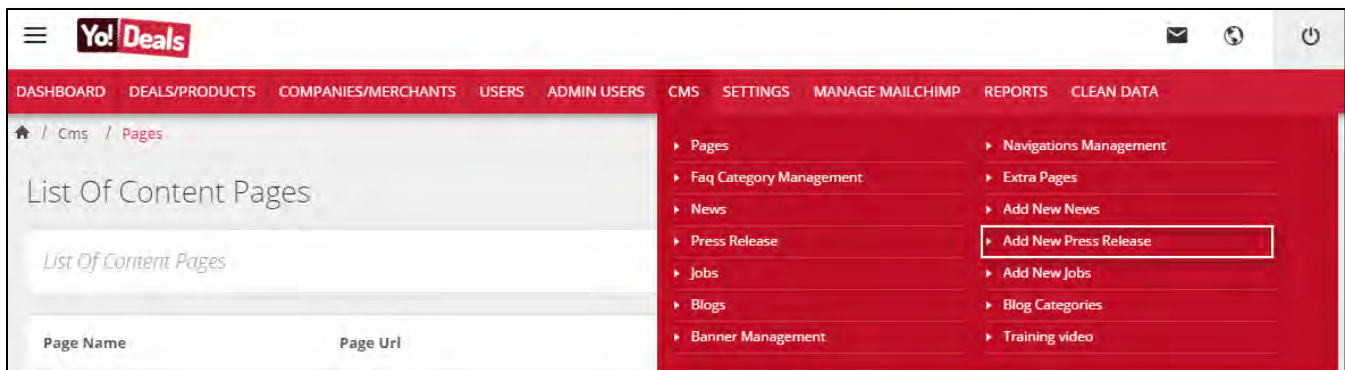 Yo! Deals
DASHBOARD DEALS/PRODUCTS COMPANIES/MERCHANTS USERS ADMIN USERS CMS SETTINGS MANAGE MAILCHIMP REPORTS CLEAN DATA
/ Cms / Pages
List Of Content Pages
List Of Content Pages
Page Name Page Url
Pages
Faq Category Management
News
Press Release
Jobs
Blogs
Banner Management
Navigations Management
Extra Pages
Add New News
Add New Press Release
Add New Jobs
Blog Categories
Training video